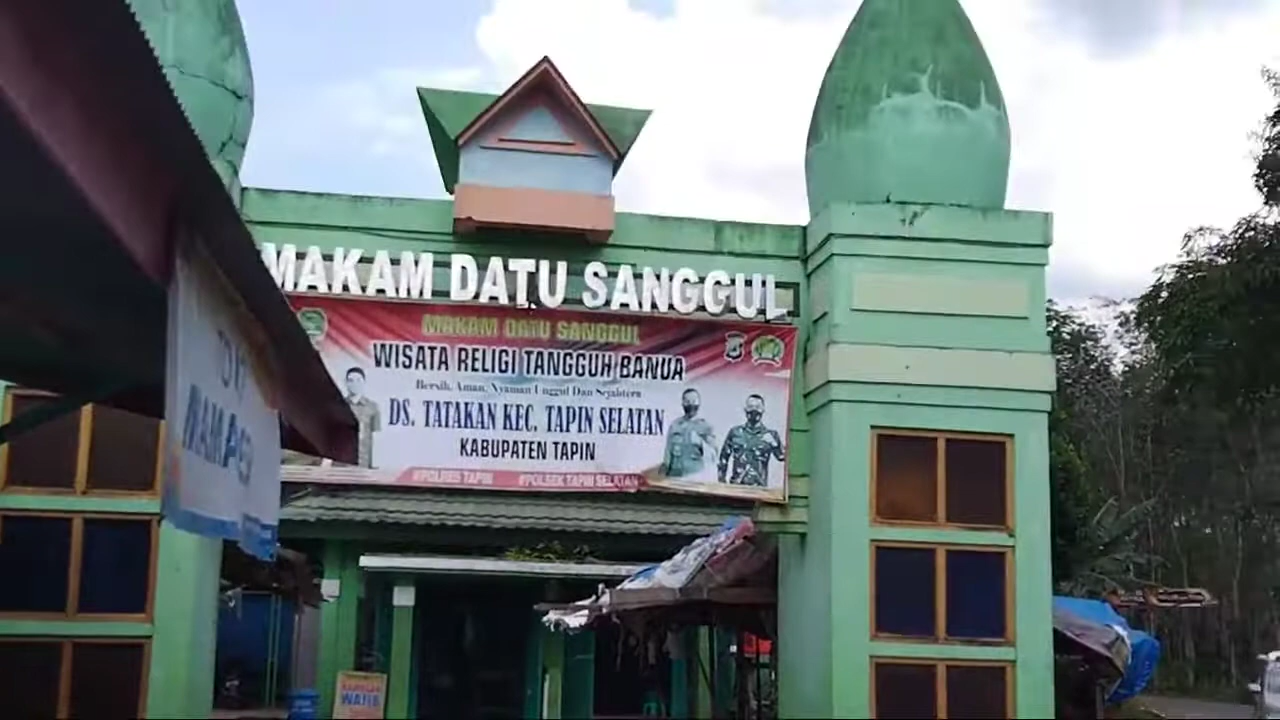 MAKAM DATU SANGGUL
MAKAM DATU SANGGUL
WISATA RELIGI TANGGUH BANUA
Bersih, Aman, Nyaman Unggul Dan Sejahtera
DS. TATAKAN KEC. TAPIN SELATAN
KABUPATEN TAPIN
#POLRES TAPIN #POLSEK TAPIN SELATAN
WAJIB